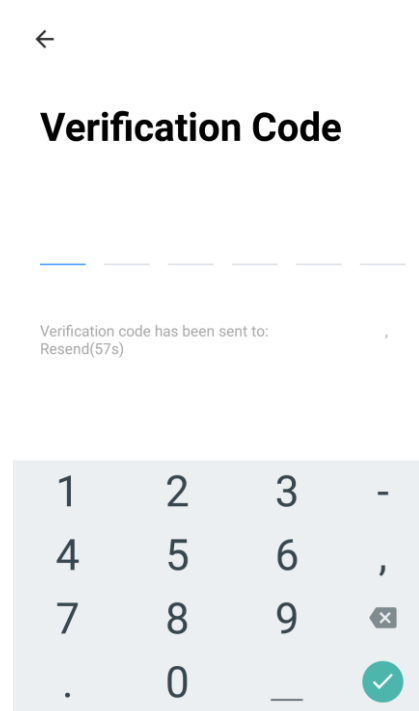 Verification Code
Verification code has been sent to: ,
Resend(57s)
1 2 3 -
4 5 6 ,
7 8 9
. 0 _